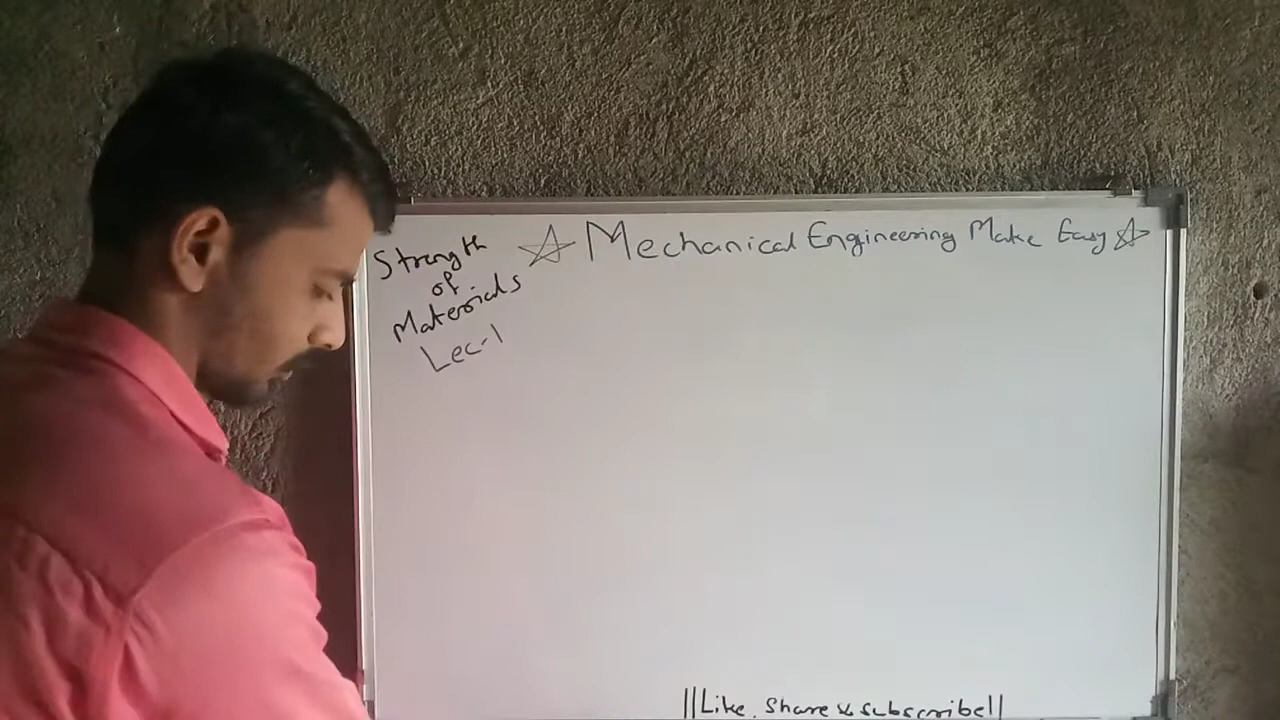 ☆ Mechanical Engineering Make Easy ☆
Strength
of
Materials
Lec-1
||Like, Share & subscribe||